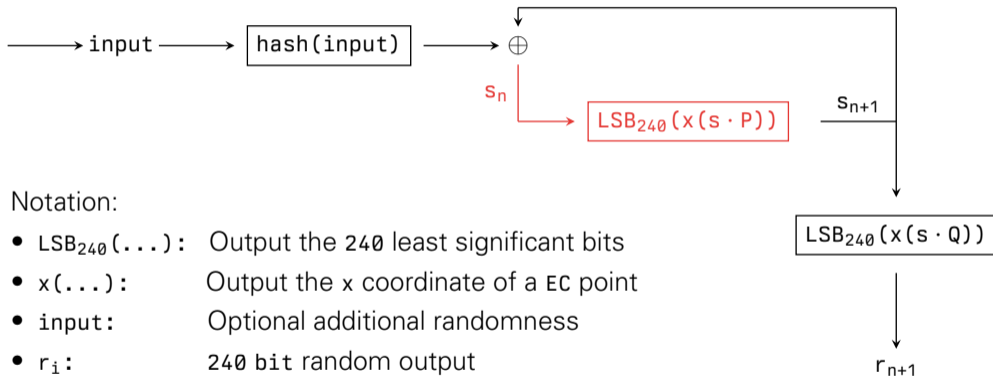 input hash(input) ⊕
sₙ
LSB₂₄₀(x(s · P))
sₙ₊₁
Notation:
• LSB₂₄₀(...): Output the 240 least significant bits
• x(...): Output the x coordinate of a EC point
• input: Optional additional randomness
• rᵢ: 240 bit random output
LSB₂₄₀(x(s · Q))
rₙ₊₁